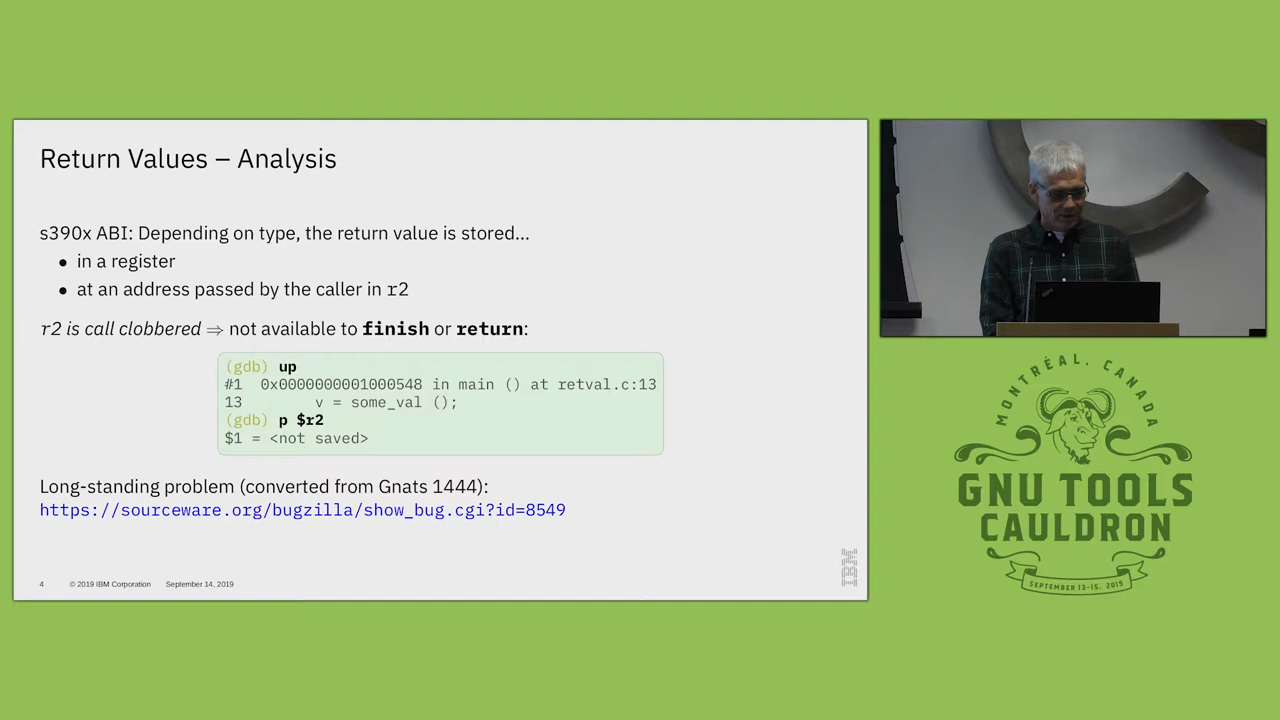 Return Values – Analysis
s390x ABI: Depending on type, the return value is stored...
● in a register
● at an address passed by the caller in r2
r2 is call clobbered ⇒ not available to finish or return:
(gdb) up
#1  0x0000000001000548 in main () at retval.c:13
13        v = some_val ();
(gdb) p $r2
$1 = <not saved>
Long-standing problem (converted from Gnats 1444):
https://sourceware.org/bugzilla/show_bug.cgi?id=8549
4 © 2019 IBM Corporation September 14, 2019
IBM
MONTRÉAL, CANADA
GNU TOOLS
CAULDRON
SEPTEMBER 13-15, 2019